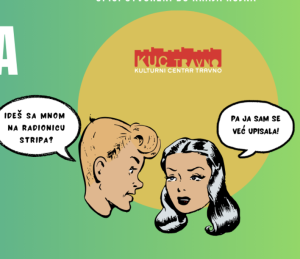 A
KUC TRAVNO
KULTURNI CENTAR TRAVNO
IDEŠ SA MNOM
NA RADIONICU
STRIPA?
PA JA SAM SE
VEĆ UPISALA!